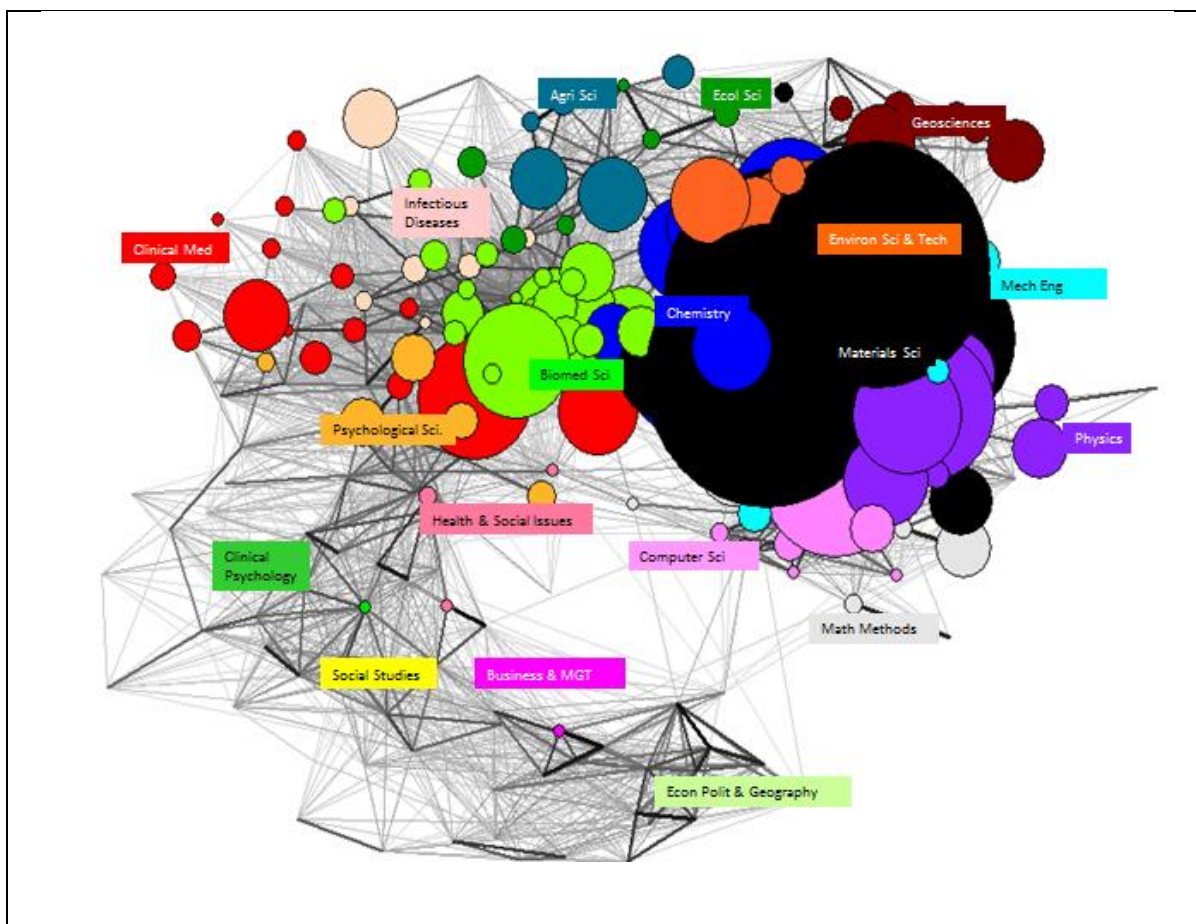 Agri Sci
Ecol Sci
Geosciences
Infectious
Diseases
Clinical Med
Environ Sci & Tech
Mech Eng
Chemistry
Materials Sci
Biomed Sci
Psychological Sci.
Physics
Health & Social Issues
Clinical
Psychology
Computer Sci
Math Methods
Social Studies
Business & MGT
Econ Polit & Geography